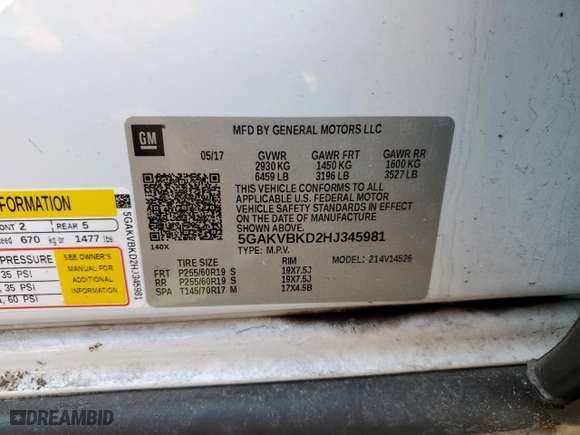 GM
MFD BY GENERAL MOTORS LLC
05/17 GVWR GAWR FRT GAWR RR
2930 KG 1450 KG 1600 KG
6459 LB 3196 LB 3527 LB
THIS VEHICLE CONFORMS TO ALL
APPLICABLE U.S. FEDERAL MOTOR
VEHICLE SAFETY STANDARDS IN EFFECT
ON THE DATE OF MANUFACTURE
SHOWN ABOVE.
5GAKVBKD2HJ345981
TYPE: M.P.V. MODEL: 214V14526
140X
TIRE SIZE RIM
FRT P255/60R19 S 19X7.5J
RR P255/60R19 S 19X7.5J
SPA T145/70R17 M 17X4.5B
FORMATION
ONT 2 REAR 5
ceed 670 kg or 1477 lbs.
35 PSI
35 PSI
, 60 PSI
SEE OWNER'S
MANUAL FOR
ADDITIONAL
INFORMATION
5GAKVBKD2HJ345981
DREAMBID